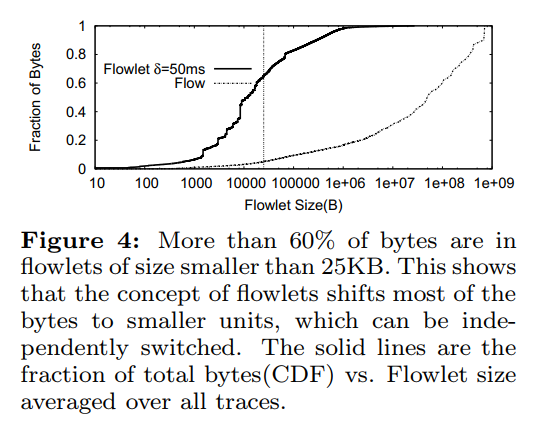 1
0.8
0.6
0.4
0.2
0
Fraction of Bytes
Flowlet δ=50ms
Flow
10 100 1000 10000 100000 1e+06 1e+07 1e+08 1e+09
Flowlet Size(B)
Figure 4: More than 60% of bytes are in
flowlets of size smaller than 25KB. This shows
that the concept of flowlets shifts most of the
bytes to smaller units, which can be inde-
pendently switched. The solid lines are the
fraction of total bytes(CDF) vs. Flowlet size
averaged over all traces.